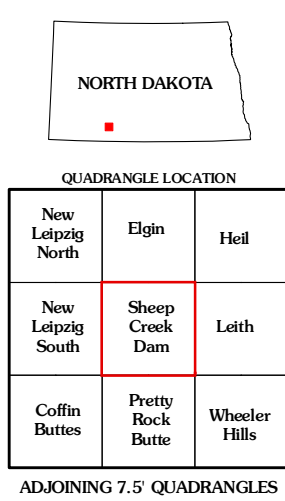 NORTH DAKOTA
QUADRANGLE LOCATION
New
Leipzig
North
Elgin
Heil
New
Leipzig
South
Sheep
Creek
Dam
Leith
Coffin
Buttes
Pretty
Rock
Butte
Wheeler
Hills
ADJOINING 7.5' QUADRANGLES